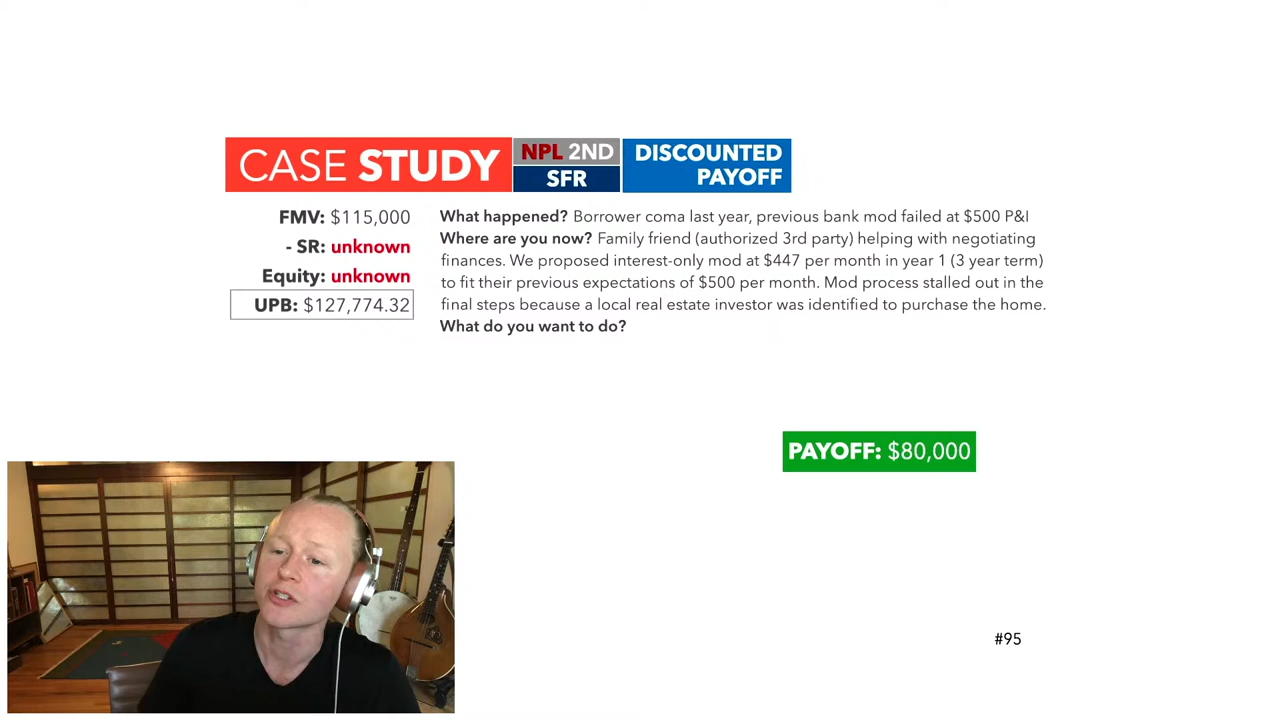 CASE STUDY
NPL 2ND
SFR
DISCOUNTED
PAYOFF
FMV: $115,000
- SR: unknown
Equity: unknown
UPB: $127,774.32
What happened? Borrower coma last year, previous bank mod failed at $500 P&I
Where are you now? Family friend (authorized 3rd party) helping with negotiating
finances. We proposed interest-only mod at $447 per month in year 1 (3 year term)
to fit their previous expectations of $500 per month. Mod process stalled out in the
final steps because a local real estate investor was identified to purchase the home.
What do you want to do?
PAYOFF: $80,000
#95